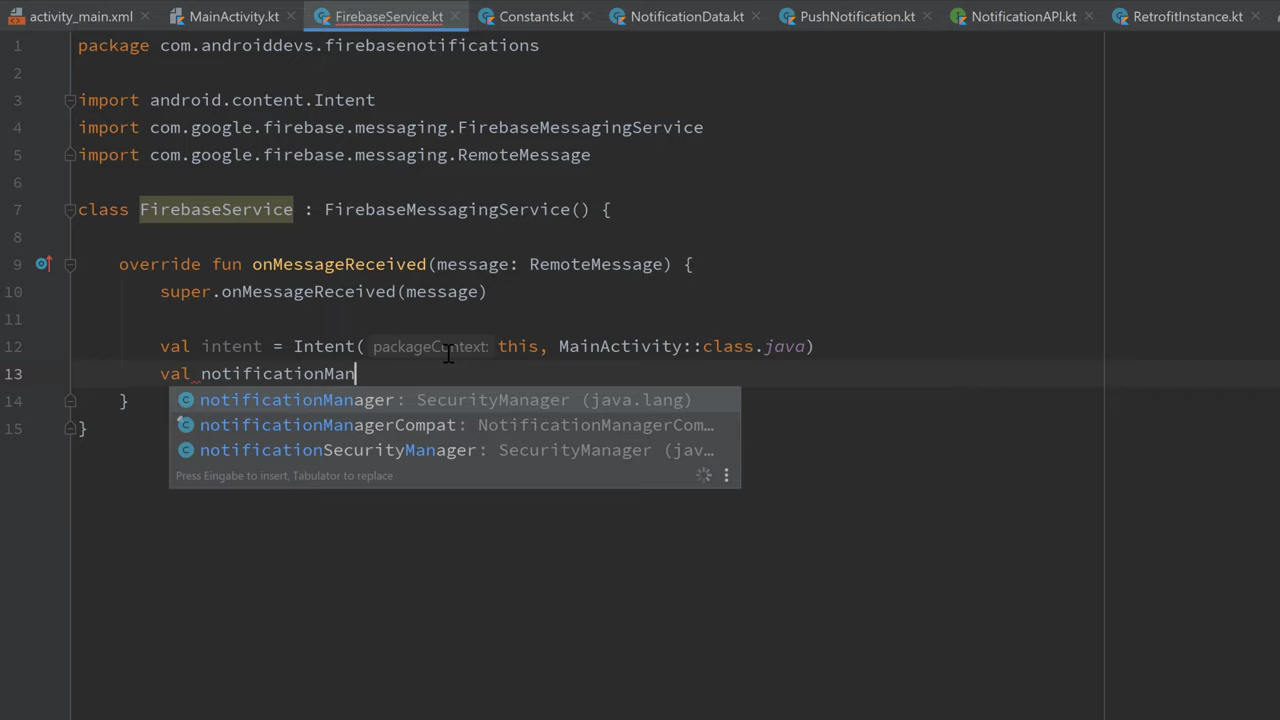 activity_main.xml MainActivity.kt FirebaseService.kt Constants.kt NotificationData.kt PushNotification.kt NotificationAPI.kt RetrofitInstance.kt
1 package com.androiddevs.firebasenotifications
2
3 import android.content.Intent
4 import com.google.firebase.messaging.FirebaseMessagingService
5 import com.google.firebase.messaging.RemoteMessage
6
7 class FirebaseService : FirebaseMessagingService() {
8
9 override fun onMessageReceived(message: RemoteMessage) {
10 super.onMessageReceived(message)
11
12 val intent = Intent( packageContext: this, MainActivity::class.java)
13 val notificationMan
14 }
notificationManager: SecurityManager (java.lang)
15 }
notificationManagerCompat: NotificationManagerCom…
notificationSecurityManager: SecurityManager (jav…
Press Eingabe to insert, Tabulator to replace